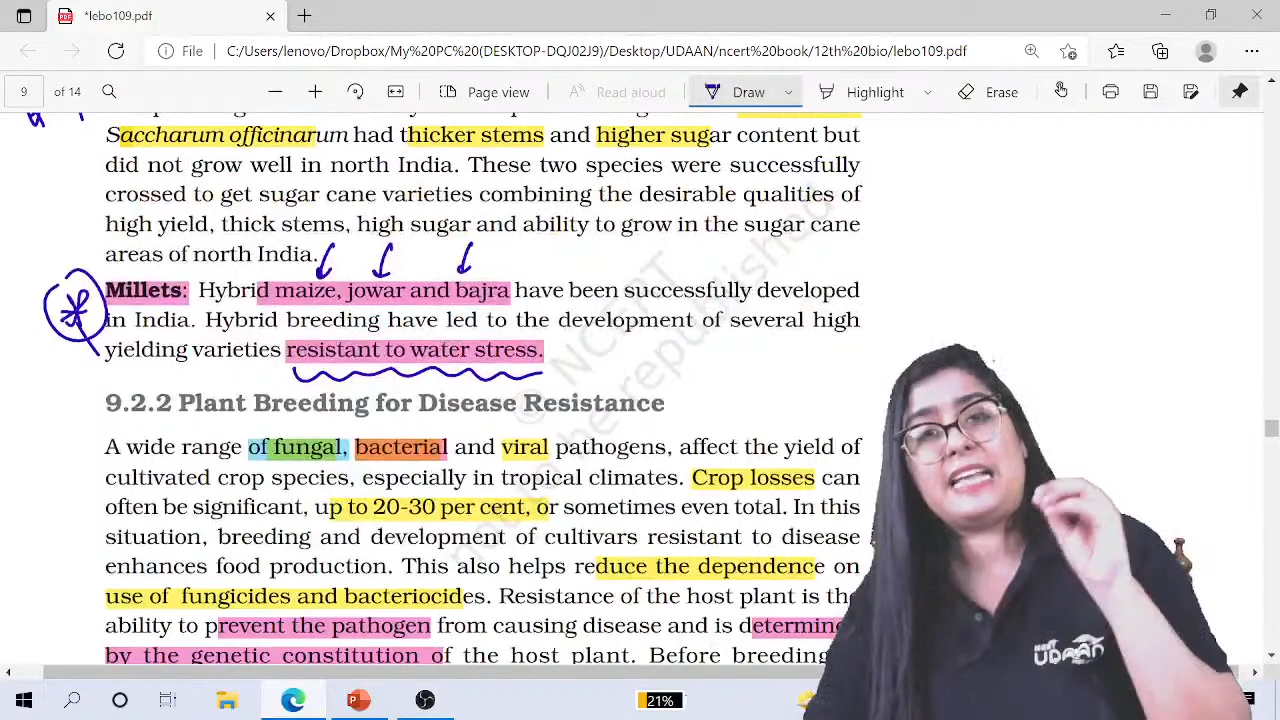 *lebo109.pdf
File
C:/Users/lenovo/Dropbox/My%20PC%20(DESKTOP-DQJ02J9)/Desktop/UDAAN/ncert%20book/12th%20bio/lebo109.pdf
9 of 14
Page view
Read aloud
Draw
Highlight
Erase
Saccharum officinarum had thicker stems and higher sugar content but
did not grow well in north India. These two species were successfully
crossed to get sugar cane varieties combining the desirable qualities of
high yield, thick stems, high sugar and ability to grow in the sugar cane
areas of north India.
Millets: Hybrid maize, jowar and bajra have been successfully developed
in India. Hybrid breeding have led to the development of several high
yielding varieties resistant to water stress.
9.2.2 Plant Breeding for Disease Resistance
A wide range of fungal, bacterial and viral pathogens, affect the yield of
cultivated crop species, especially in tropical climates. Crop losses can
often be significant, up to 20-30 per cent, or sometimes even total. In this
situation, breeding and development of cultivars resistant to disease
enhances food production. This also helps reduce the dependence on
use of fungicides and bacteriocides. Resistance of the host plant is the
ability to prevent the pathogen from causing disease and is determine
by the genetic constitution of the host plant. Before breeding
© NCERT
not to be republished
UDAAN
21%